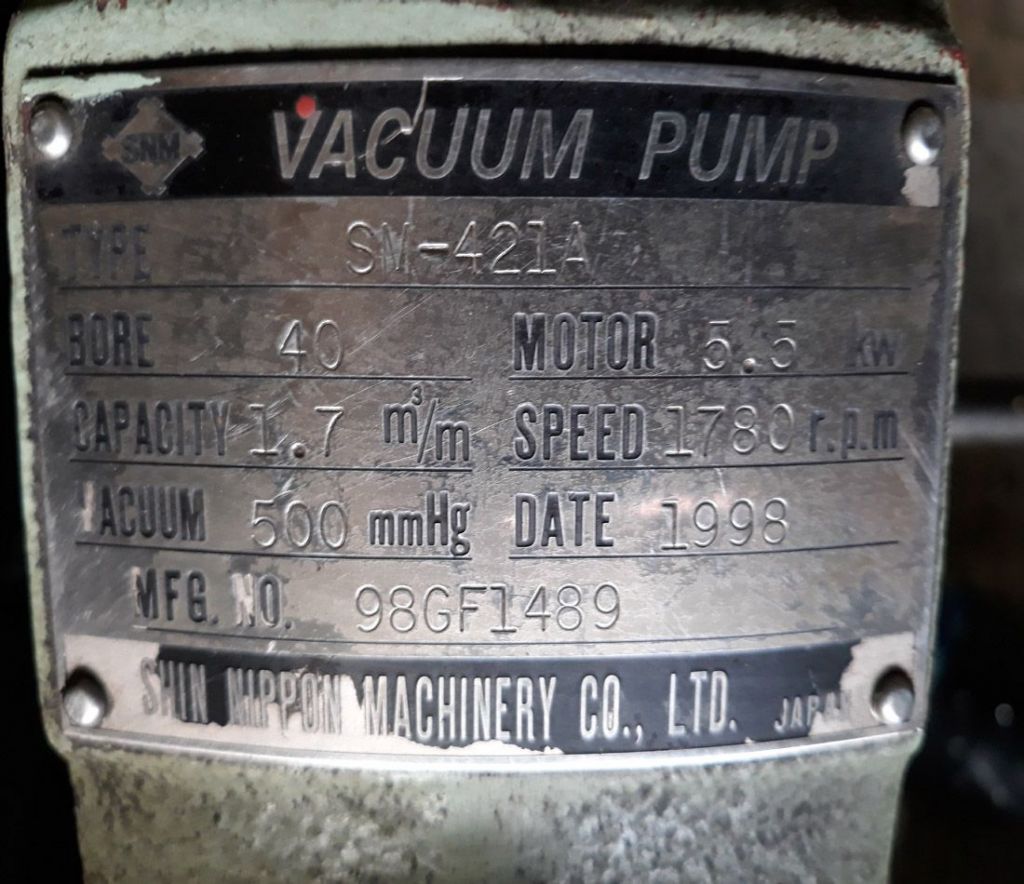 SNM VACUUM PUMP
TYPE SM-421A
BORE 40 MOTOR 5.5 kW
CAPACITY 1.7 m³/m SPEED 1780 r.p.m
VACUUM 500 mmHg DATE 1998
MFG. NO. 98GF1489
SHIN NIPPON MACHINERY CO., LTD. JAPAN